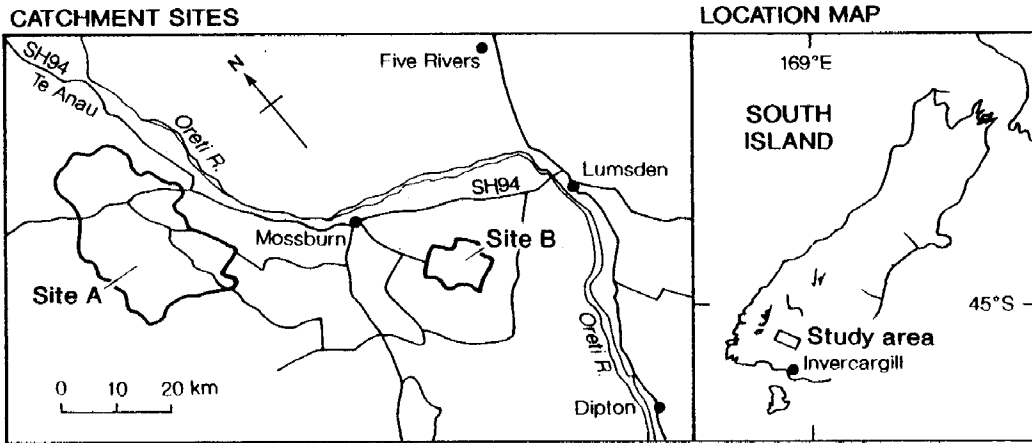 CATCHMENT SITES
SH94
Te Anau
Oreti R.
N
Five Rivers
Lumsden
SH94
Mossburn
Site B
Site A
Oreti R.
0 10 20 km
Dipton
LOCATION MAP
169°E
SOUTH
ISLAND
45°S
Study area
Invercargill